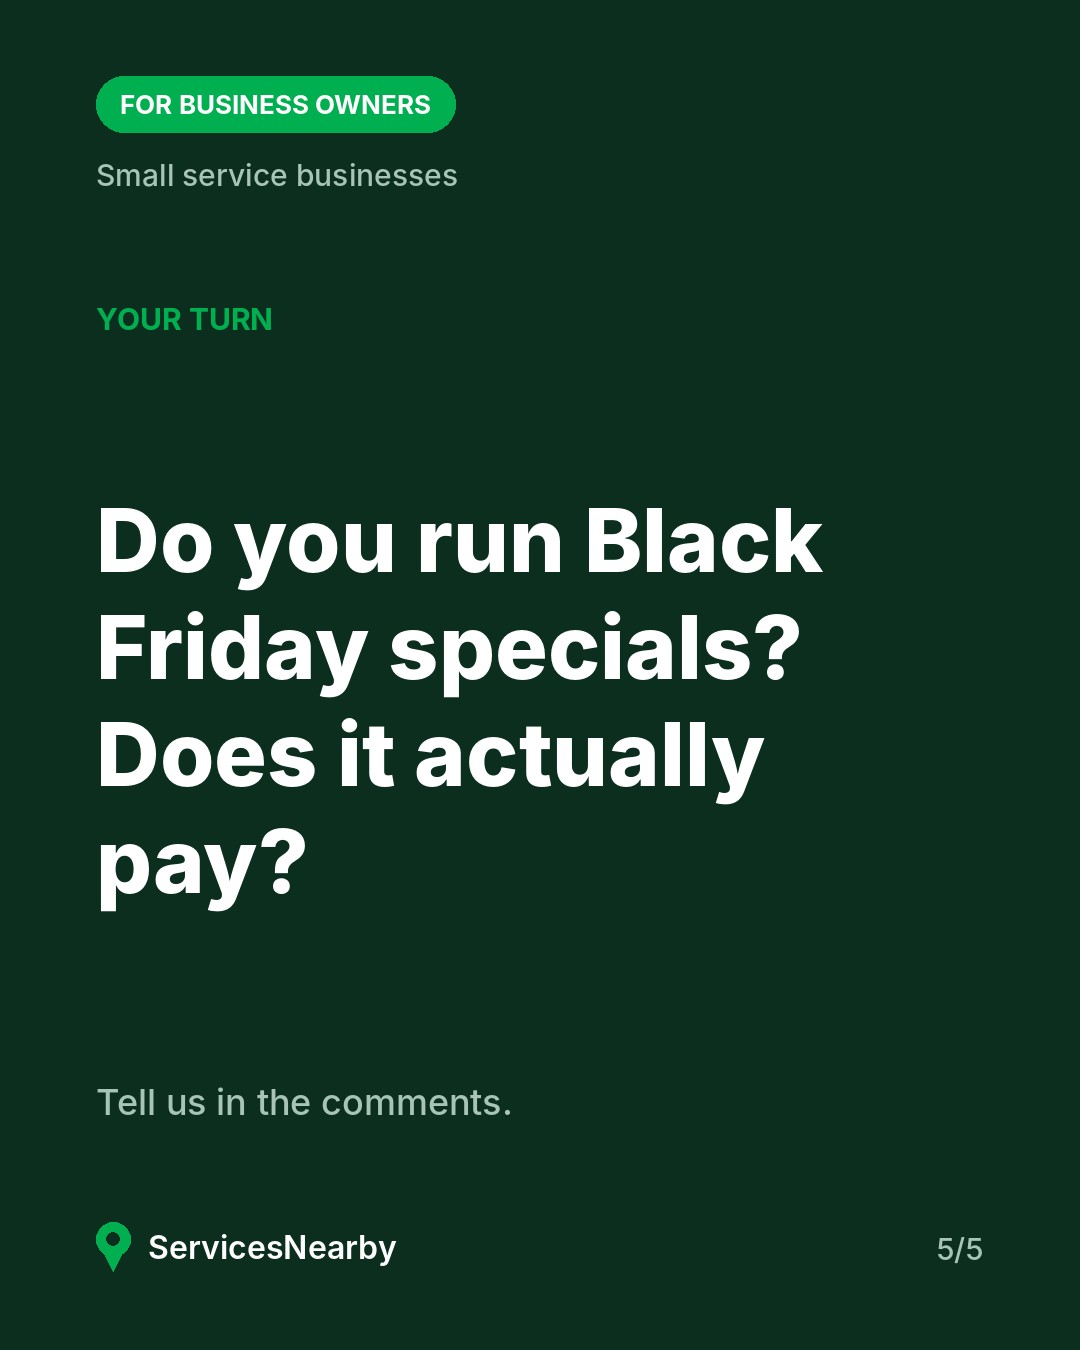 FOR BUSINESS OWNERS
Small service businesses
YOUR TURN
Do you run Black
Friday specials?
Does it actually
pay?
Tell us in the comments.
ServicesNearby
5/5